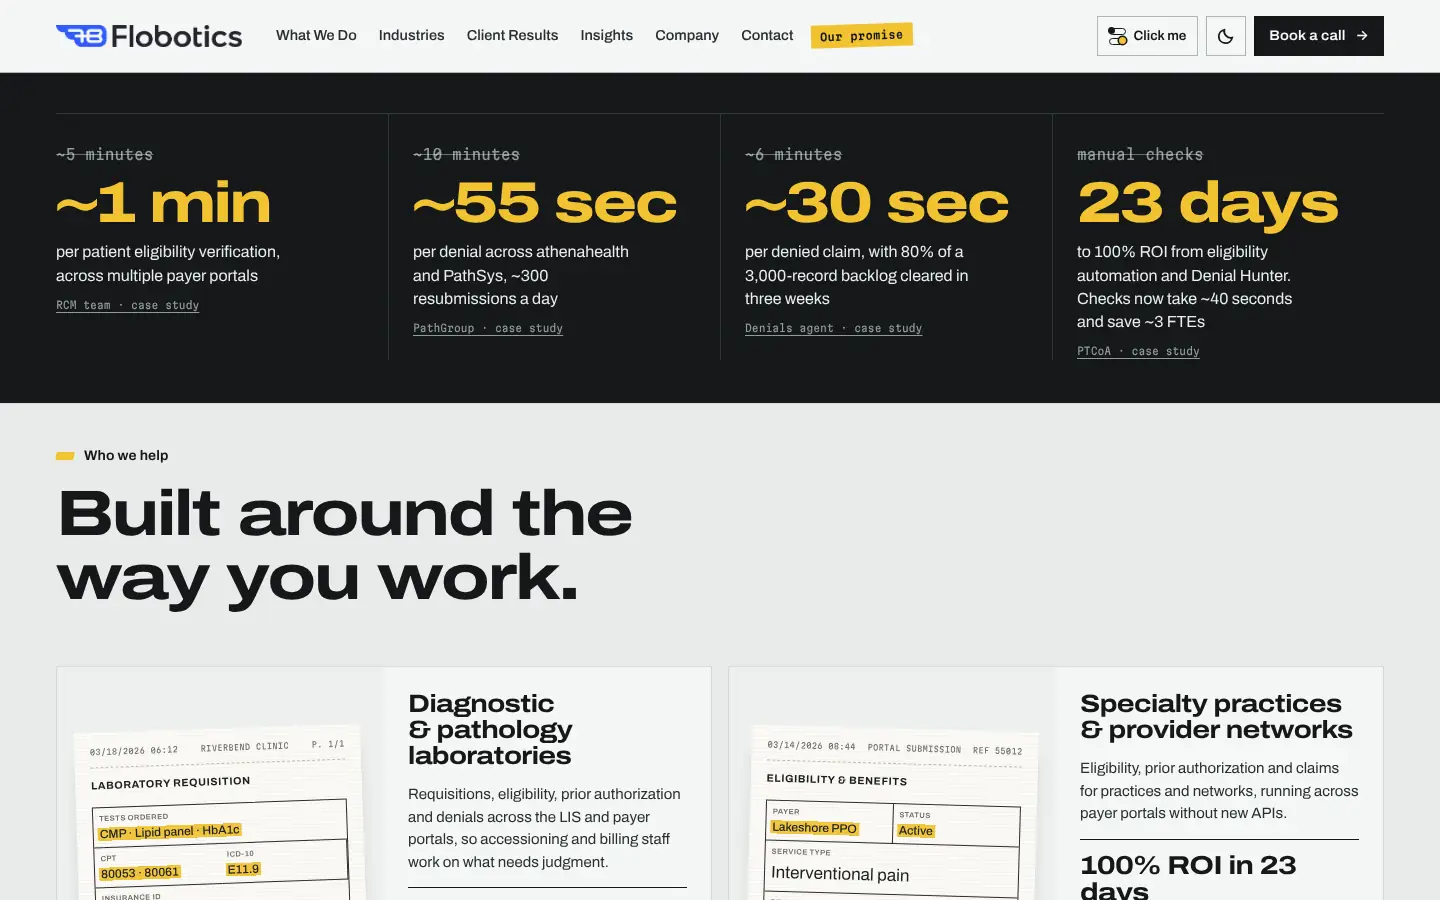 Flobotics
What We Do
Industries
Client Results
Insights
Company
Contact
Our promise
Click me
Book a call →
~5 minutes
~1 min
per patient eligibility verification,
across multiple payer portals
RCM team · case study
~10 minutes
~55 sec
per denial across athenahealth
and PathSys, ~300
resubmissions a day
PathGroup · case study
~6 minutes
~30 sec
per denied claim, with 80% of a
3,000-record backlog cleared in
three weeks
Denials agent · case study
manual checks
23 days
to 100% ROI from eligibility
automation and Denial Hunter.
Checks now take ~40 seconds
and save ~3 FTEs
PTCoA · case study
Who we help
Built around the
way you work.
03/18/2026 06:12 RIVERBEND CLINIC P. 1/1
LABORATORY REQUISITION
TESTS ORDERED
CMP · Lipid panel · HbA1c
CPT
80053 · 80061
ICD-10
E11.9
INSURANCE ID
Diagnostic
& pathology
laboratories
Requisitions, eligibility, prior authorization
and denials across the LIS and payer
portals, so accessioning and billing staff
work on what needs judgment.
03/14/2026 08:44 PORTAL SUBMISSION REF 55012
ELIGIBILITY & BENEFITS
PAYER
Lakeshore PPO
STATUS
Active
SERVICE TYPE
Interventional pain
Specialty practices
& provider networks
Eligibility, prior authorization and claims
for practices and networks, running across
payer portals without new APIs.
100% ROI in 23
days